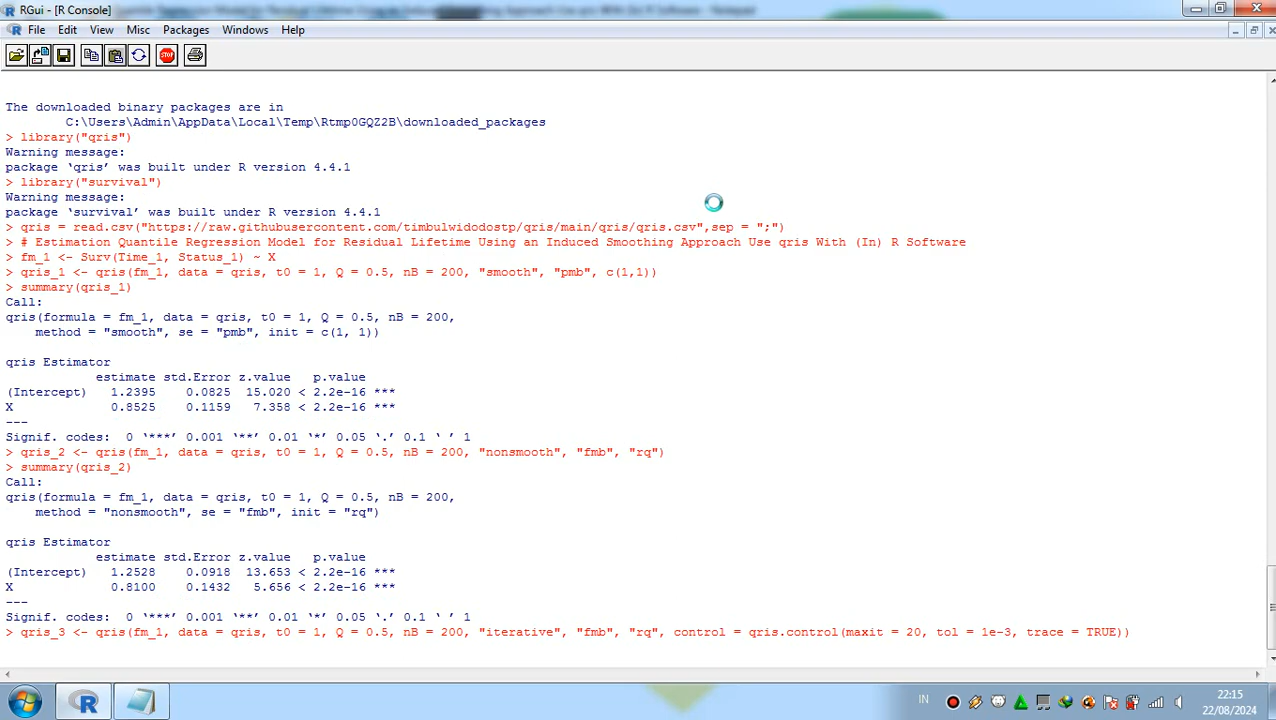 RGui - [R Console]
File Edit View Misc Packages Windows Help
STOP
The downloaded binary packages are in
C:\Users\Admin\AppData\Local\Temp\Rtmp0GQZ2B\downloaded_packages
> library("qris")
Warning message:
package ‘qris’ was built under R version 4.4.1
> library("survival")
Warning message:
package ‘survival’ was built under R version 4.4.1
> qris = read.csv("https://raw.githubusercontent.com/timbulwidodostp/qris/main/qris/qris.csv",sep = ";")
> # Estimation Quantile Regression Model for Residual Lifetime Using an Induced Smoothing Approach Use qris With (In) R Software
> fm_1 <- Surv(Time_1, Status_1) ~ X
> qris_1 <- qris(fm_1, data = qris, t0 = 1, Q = 0.5, nB = 200, "smooth", "pmb", c(1,1))
> summary(qris_1)
Call:
qris(formula = fm_1, data = qris, t0 = 1, Q = 0.5, nB = 200,
method = "smooth", se = "pmb", init = c(1, 1))
qris Estimator
estimate std.Error z.value p.value
(Intercept) 1.2395 0.0825 15.020 < 2.2e-16 ***
X 0.8525 0.1159 7.358 < 2.2e-16 ***
---
Signif. codes: 0 ‘***’ 0.001 ‘**’ 0.01 ‘*’ 0.05 ‘.’ 0.1 ‘ ’ 1
> qris_2 <- qris(fm_1, data = qris, t0 = 1, Q = 0.5, nB = 200, "nonsmooth", "fmb", "rq")
> summary(qris_2)
Call:
qris(formula = fm_1, data = qris, t0 = 1, Q = 0.5, nB = 200,
method = "nonsmooth", se = "fmb", init = "rq")
qris Estimator
estimate std.Error z.value p.value
(Intercept) 1.2528 0.0918 13.653 < 2.2e-16 ***
X 0.8100 0.1432 5.656 < 2.2e-16 ***
---
Signif. codes: 0 ‘***’ 0.001 ‘**’ 0.01 ‘*’ 0.05 ‘.’ 0.1 ‘ ’ 1
> qris_3 <- qris(fm_1, data = qris, t0 = 1, Q = 0.5, nB = 200, "iterative", "fmb", "rq", control = qris.control(maxit = 20, tol = 1e-3, trace = TRUE))
IN
22:15
22/08/2024